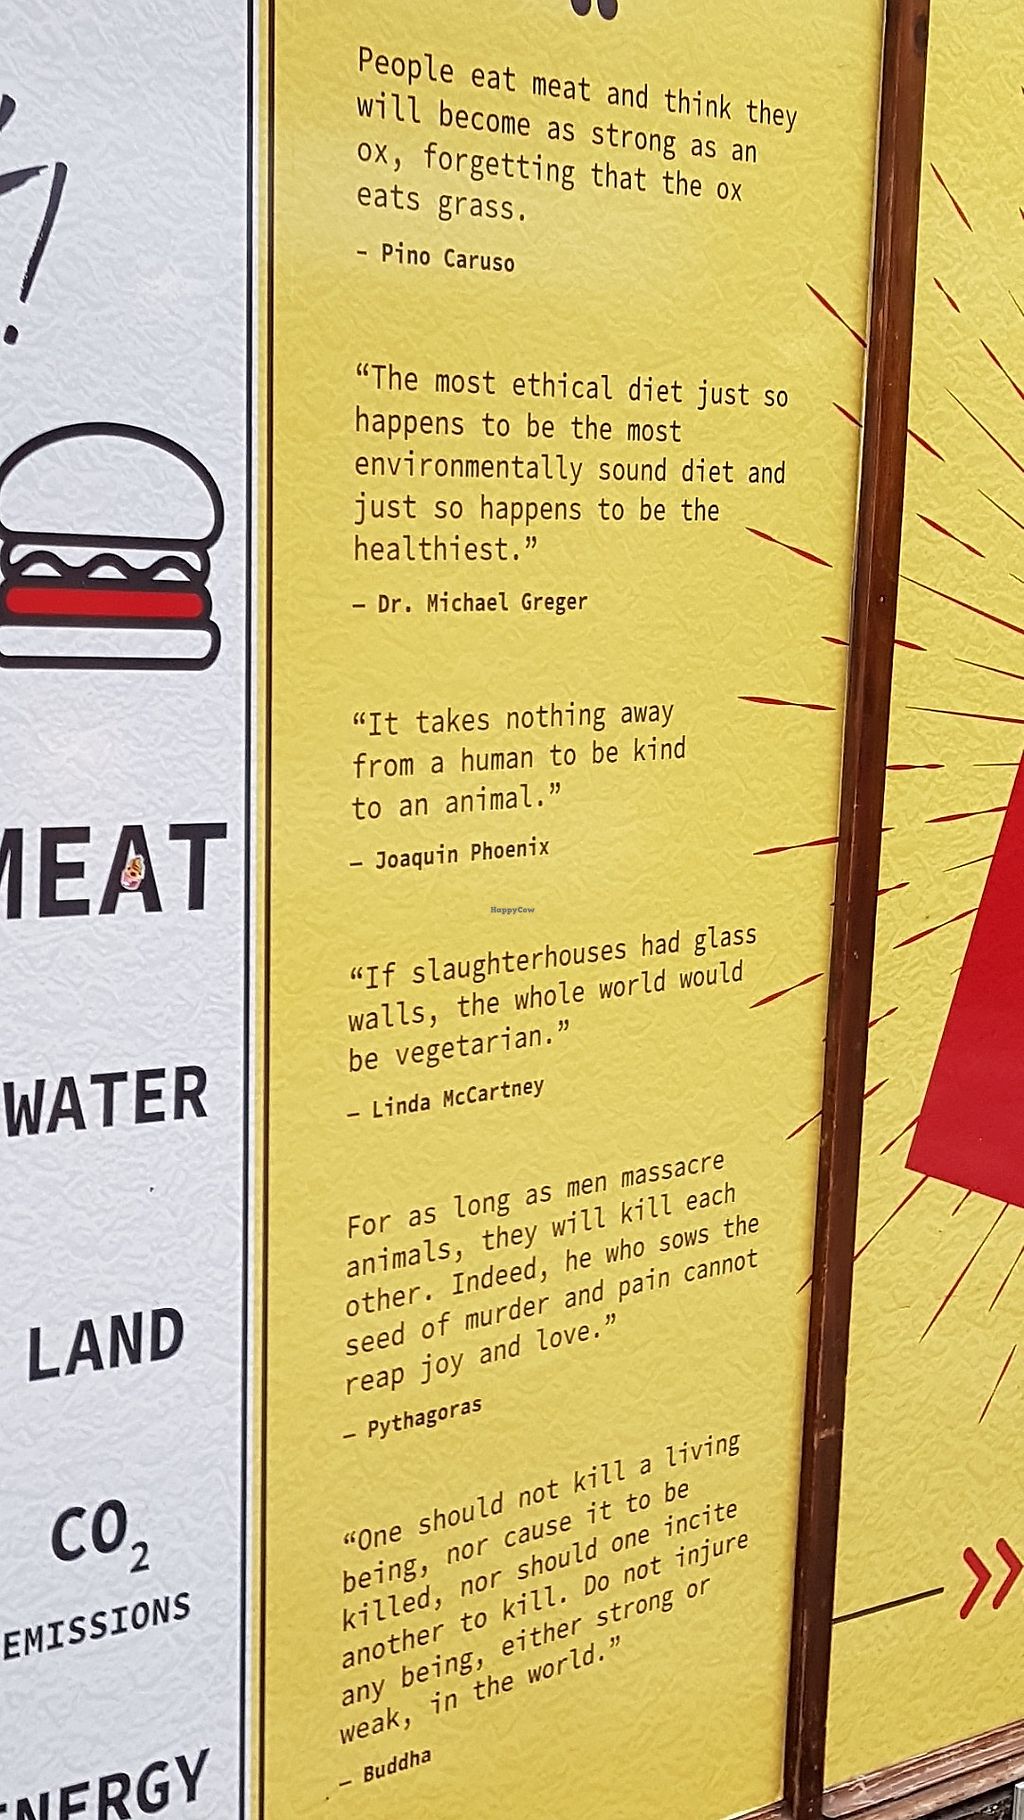 People eat meat and think they
will become as strong as an
ox, forgetting that the ox
eats grass.
– Pino Caruso
“The most ethical diet just so
happens to be the most
environmentally sound diet and
just so happens to be the
healthiest.”
– Dr. Michael Greger
“It takes nothing away
from a human to be kind
to an animal.”
– Joaquin Phoenix
HappyCow
“If slaughterhouses had glass
walls, the whole world would
be vegetarian.”
– Linda McCartney
For as long as men massacre
animals, they will kill each
other. Indeed, he who sows the
seed of murder and pain cannot
reap joy and love.”
– Pythagoras
“One should not kill a living
being, nor cause it to be
killed, nor should one incite
another to kill. Do not injure
any being, either strong or
weak, in the world.”
– Buddha
MEAT
WATER
LAND
CO₂
EMISSIONS
ENERGY